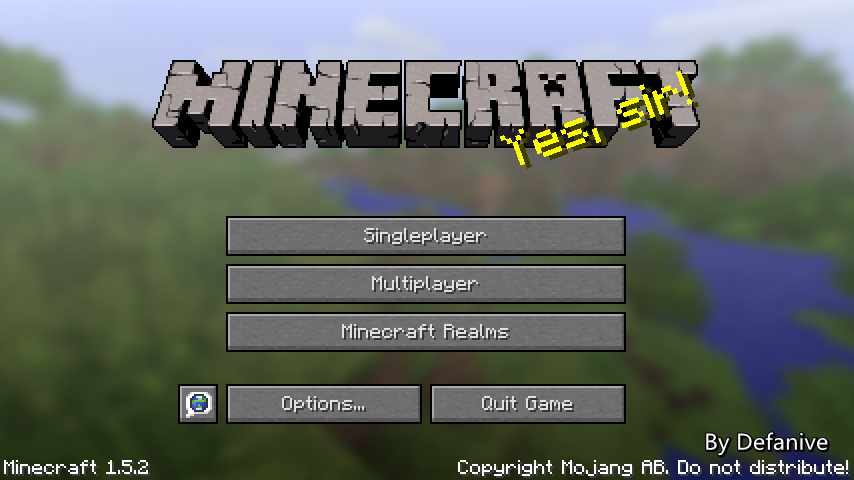 MINECRAFT
Yes, sir!
Singleplayer
Multiplayer
Minecraft Realms
Options...
Quit Game
By Defanive
Minecraft 1.5.2
Copyright Mojang AB. Do not distribute!